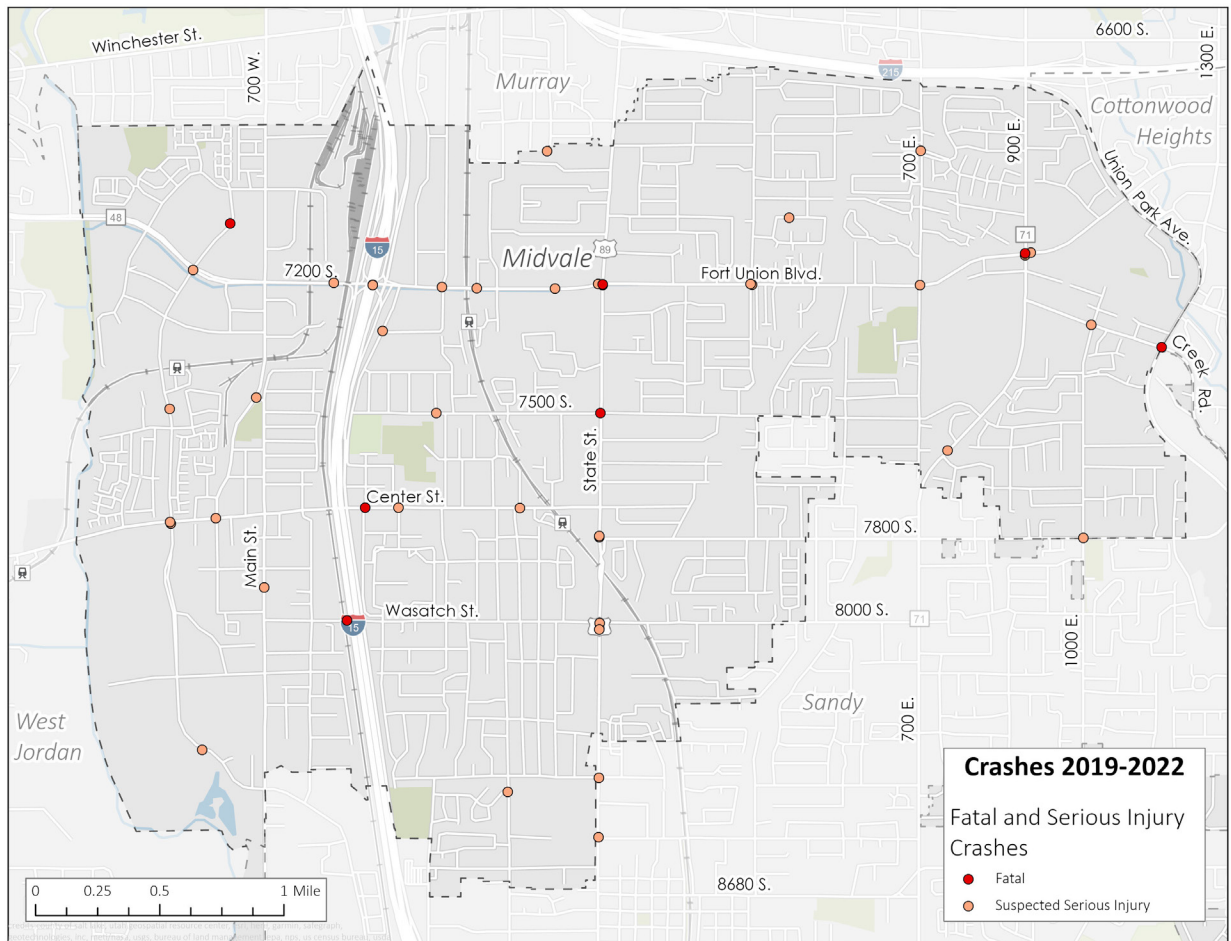 6600 S.
Winchester St.
1300 E.
700 W.
Murray
215
Cottonwood
Heights
700 E.
900 E.
Union Park Ave.
48
71
15
89
Midvale
7200 S.
Fort Union Blvd.
Creek Rd.
7500 S.
State St.
Center St.
7800 S.
Main St.
Wasatch St.
8000 S.
15
71
1000 E.
West
Jordan
Sandy
700 E.
8680 S.
Crashes 2019-2022
Fatal and Serious Injury
Crashes
Fatal
Suspected Serious Injury
0 0.25 0.5 1 Mile